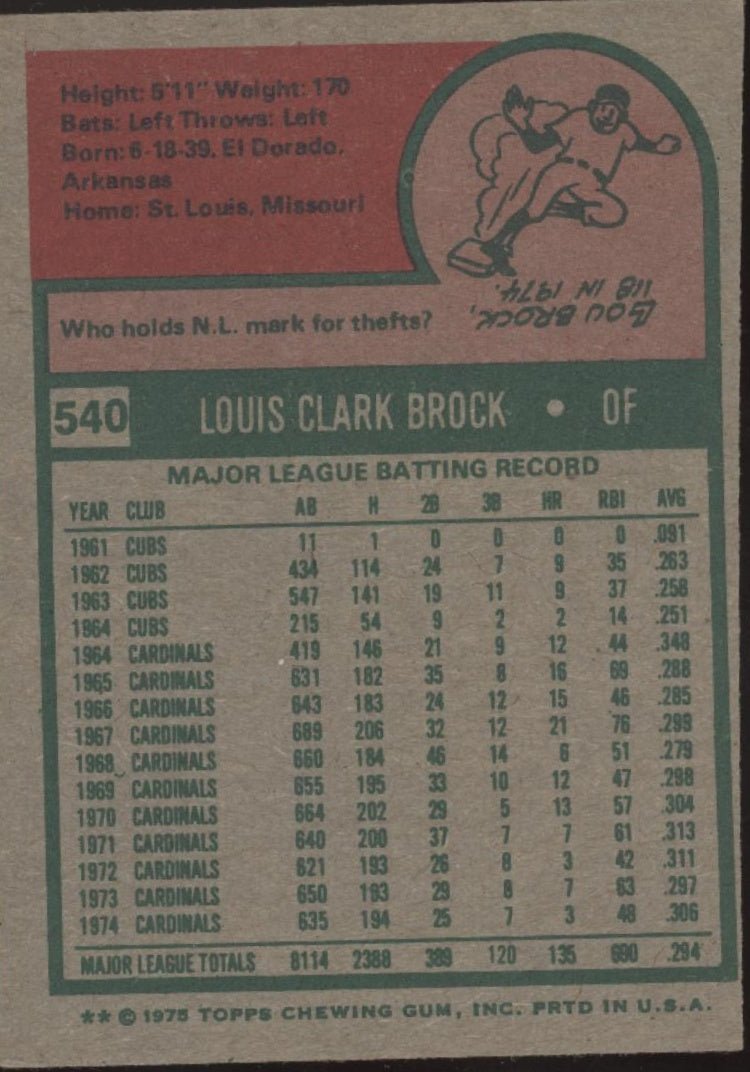 Height: 5'11" Weight: 170
Bats: Left Throws: Left
Born: 6-18-39, El Dorado,
Arkansas
Home: St. Louis, Missouri
Who holds N.L. mark for thefts?
LOU BROCK,
118 IN 1974.
540 LOUIS CLARK BROCK • OF
MAJOR LEAGUE BATTING RECORD
YEAR CLUB AB H 2B 3B HR RBI AVG
1961 CUBS 11 1 0 0 0 0 .091
1962 CUBS 434 114 24 7 9 35 .263
1963 CUBS 547 141 19 11 9 37 .258
1964 CUBS 215 54 9 2 2 14 .251
1964 CARDINALS 419 146 21 9 12 44 .348
1965 CARDINALS 631 182 35 8 16 69 .288
1966 CARDINALS 643 183 24 12 15 46 .285
1967 CARDINALS 689 206 32 12 21 76 .299
1968 CARDINALS 660 184 46 14 6 51 .279
1969 CARDINALS 655 195 33 10 12 47 .298
1970 CARDINALS 664 202 29 5 13 57 .304
1971 CARDINALS 640 200 37 7 7 61 .313
1972 CARDINALS 621 193 26 8 3 42 .311
1973 CARDINALS 650 193 29 8 7 63 .297
1974 CARDINALS 635 194 25 7 3 48 .306
MAJOR LEAGUE TOTALS 8114 2388 389 120 135 690 .294
** © 1975 TOPPS CHEWING GUM, INC. PRTD IN U.S.A.